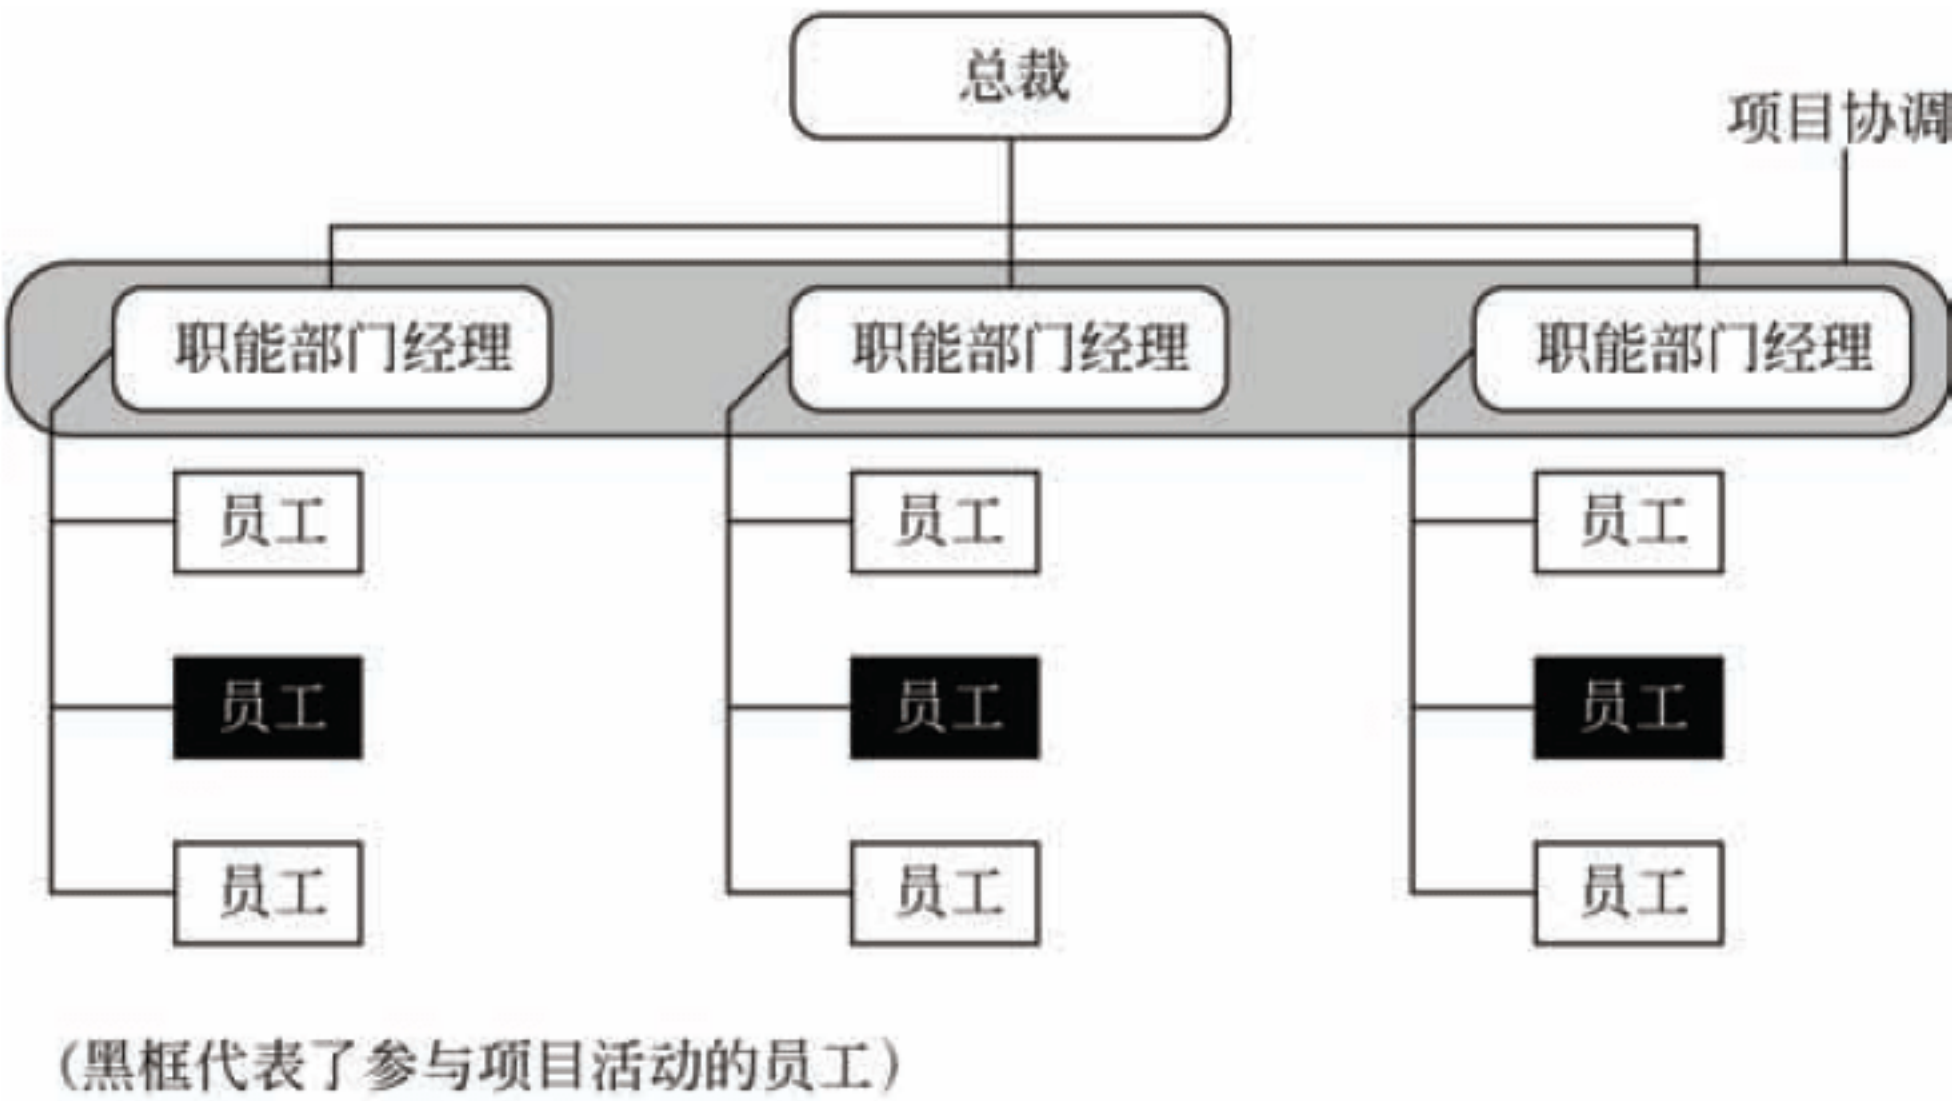 总裁
项目协调
职能部门经理 职能部门经理 职能部门经理
员工 员工 员工
员工 员工 员工
员工 员工 员工
(黑框代表了参与项目活动的员工)